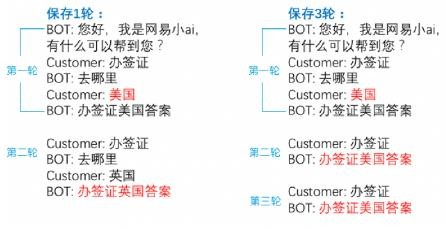 保存1轮：
BOT: 您好，我是网易小ai,
有什么可以帮到您？
第一轮
Customer: 办签证
BOT: 去哪里
Customer: 美国
BOT: 办签证美国答案
Customer: 办签证
第二轮
BOT: 去哪里
Customer: 英国
BOT: 办签证英国答案
保存3轮：
BOT: 您好，我是网易小ai,
有什么可以帮到您？
第一轮
Customer: 办签证
BOT: 去哪里
Customer: 美国
BOT: 办签证美国答案
第二轮
Customer: 办签证
BOT: 办签证美国答案
第三轮
Customer: 办签证
BOT: 办签证美国答案